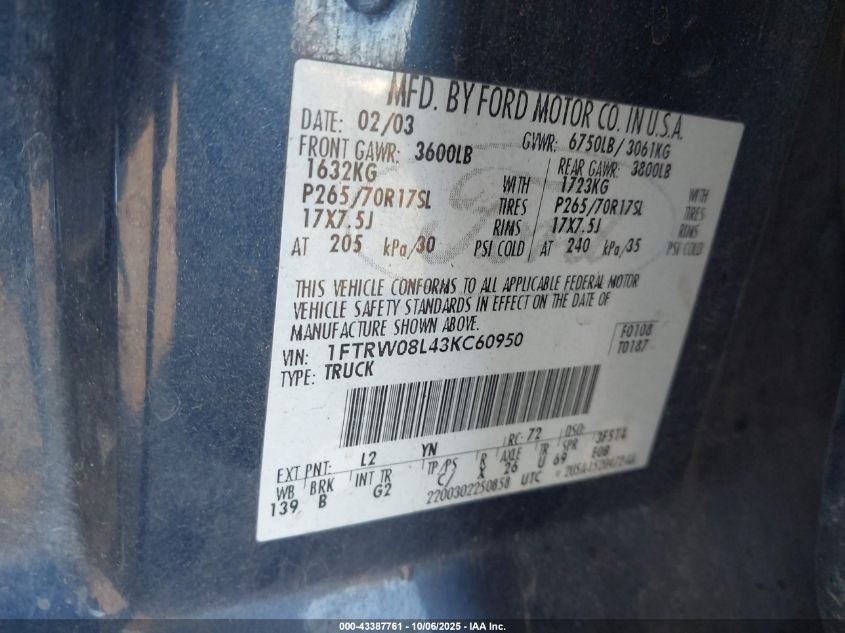 MFD. BY FORD MOTOR CO. IN U.S.A.
DATE: 02/03 GVWR: 6750LB/3061KG
FRONT GAWR: 3600LB REAR GAWR: 3800LB
1632KG WITH 1723KG WITH
P265/70R17SL TIRES P265/70R17SL TIRES
17X7.5J RIMS 17X7.5J RIMS
AT 205 kPa/30 PSI COLD AT 240 kPa/35 PSI COLD
Ford
THIS VEHICLE CONFORMS TO ALL APPLICABLE FEDERAL MOTOR
VEHICLE SAFETY STANDARDS IN EFFECT ON THE DATE OF
MANUFACTURE SHOWN ABOVE.
VIN: 1FTRW08L43KC60950 F0108
TYPE: TRUCK T0187
EXT PNT: L2 YN RC: 72 DSO:
WB BRK INT TR TP/PS R AXLE TR SPR 3F5T4
139 B G2 C/ X 26 U 69 E08
2200302250858 UTC
000-43387761 - 10/06/2025 - IAA Inc.